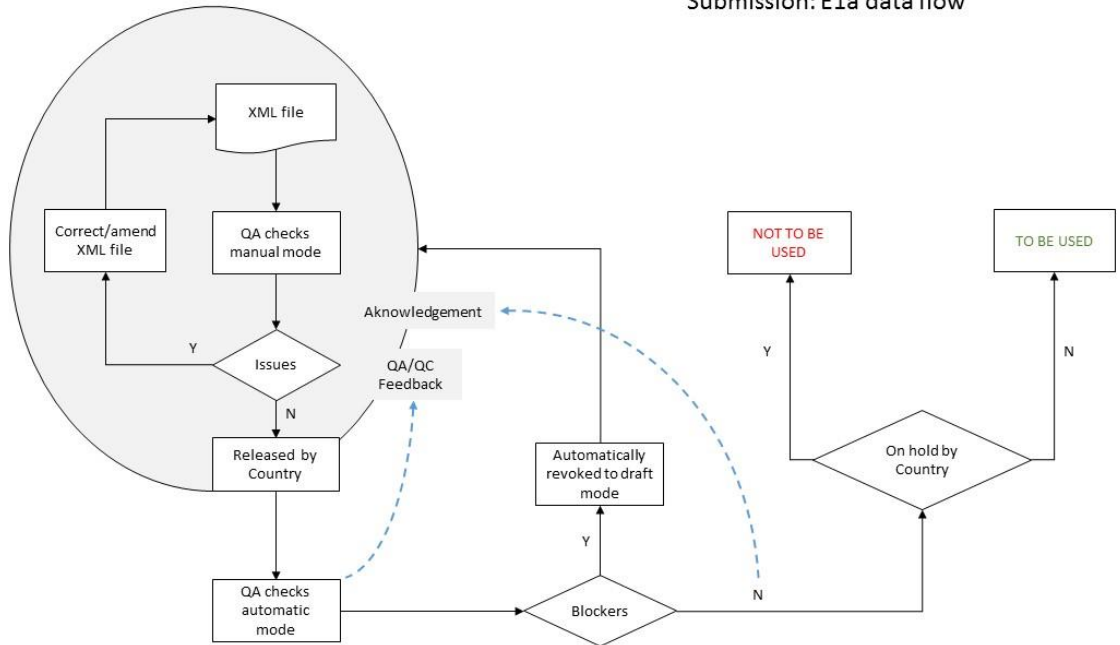 Submission: E1a data flow
XML file
Correct/amend
XML file
QA checks
manual mode
NOT TO BE
USED
TO BE USED
Aknowledgement
Y
Issues
QA/QC
Feedback
Y
N
N
Released by
Country
Automatically
revoked to draft
mode
On hold by
Country
Y
QA checks
automatic
mode
Blockers
N